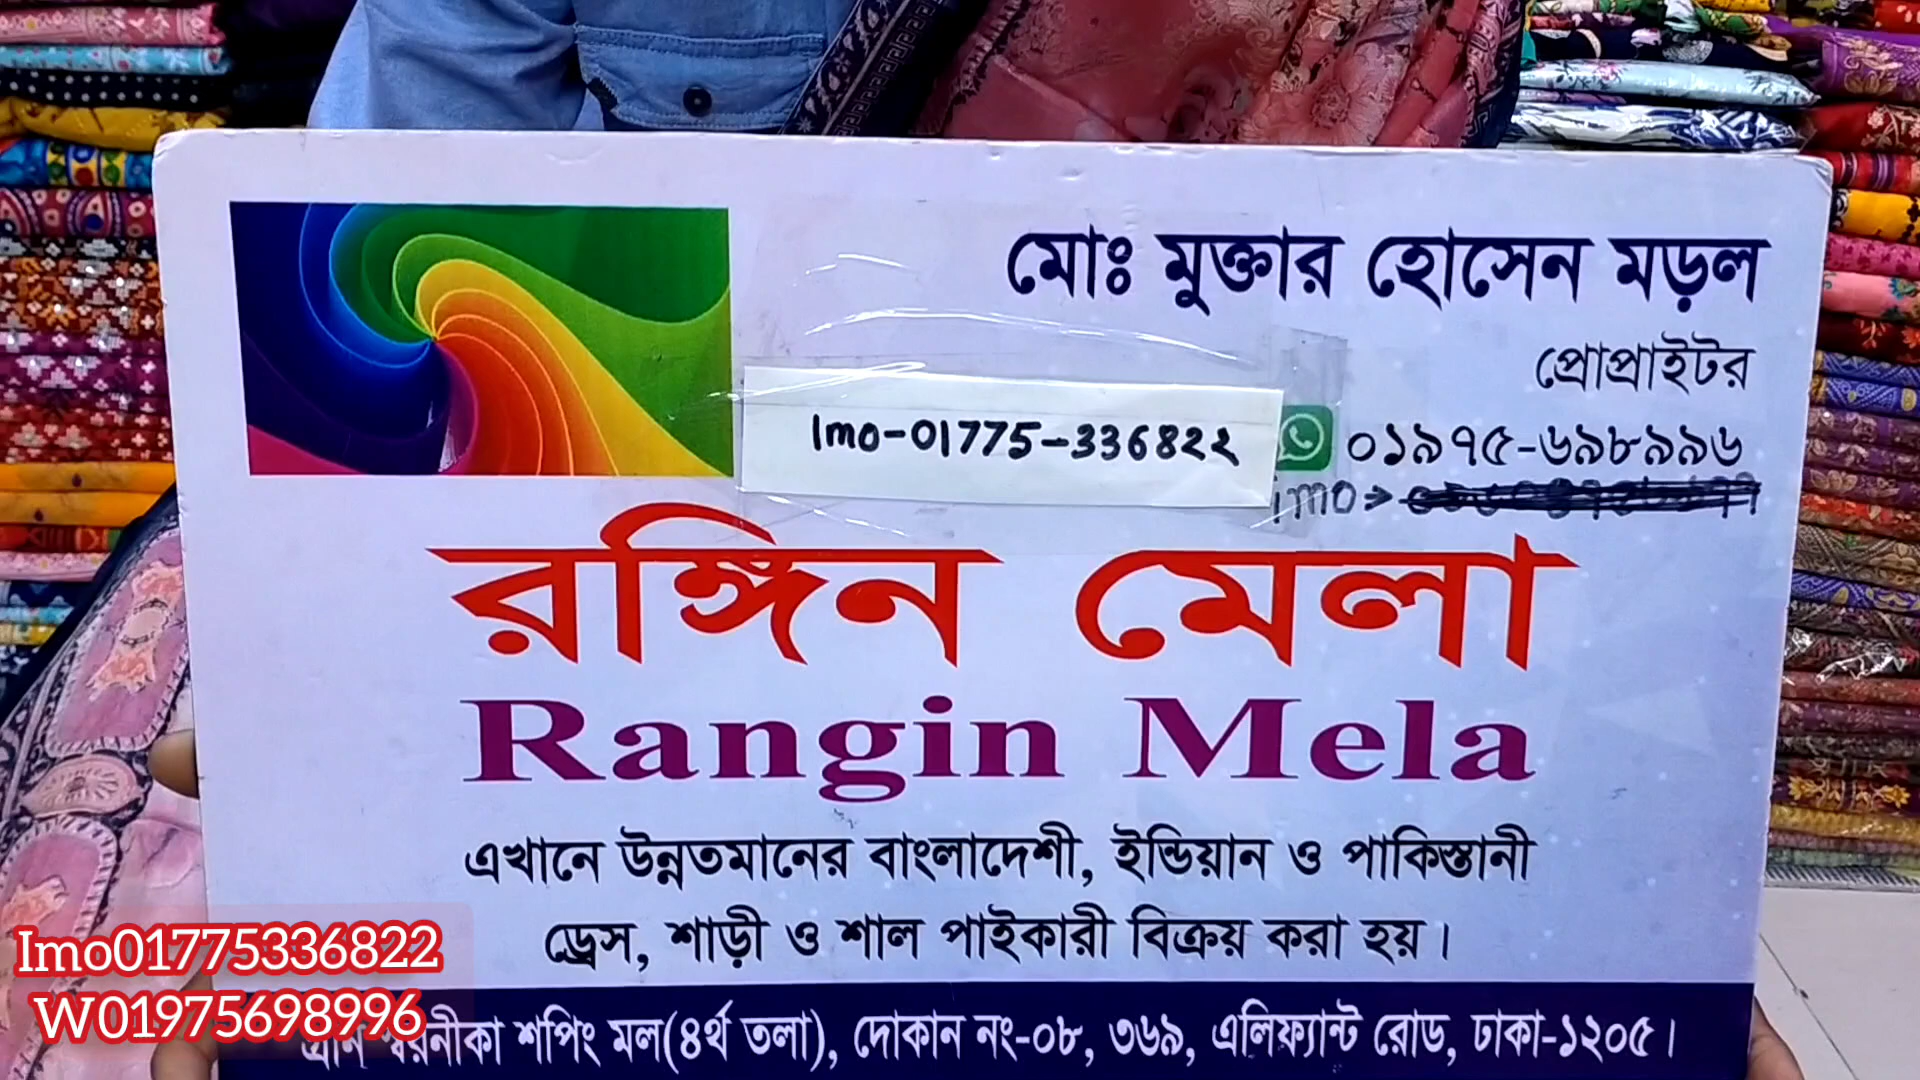 মোঃ মুক্তার হোসেন মড়ল
প্রোপ্রাইটর
Imo-01775-336822
০১৯৭৫-৬৯৮৯৯৬
imo→
রঙ্গিন মেলা
Rangin Mela
এখানে উন্নতমানের বাংলাদেশী, ইন্ডিয়ান ও পাকিস্তানী
ড্রেস, শাড়ী ও শাল পাইকারী বিক্রয় করা হয়।
শপিং মল(৪র্থ তলা), দোকান নং-০৮, ৩৬৯, এলিফ্যান্ট রোড, ঢাকা-১২০৫।
Imo01775336822
W01975698996